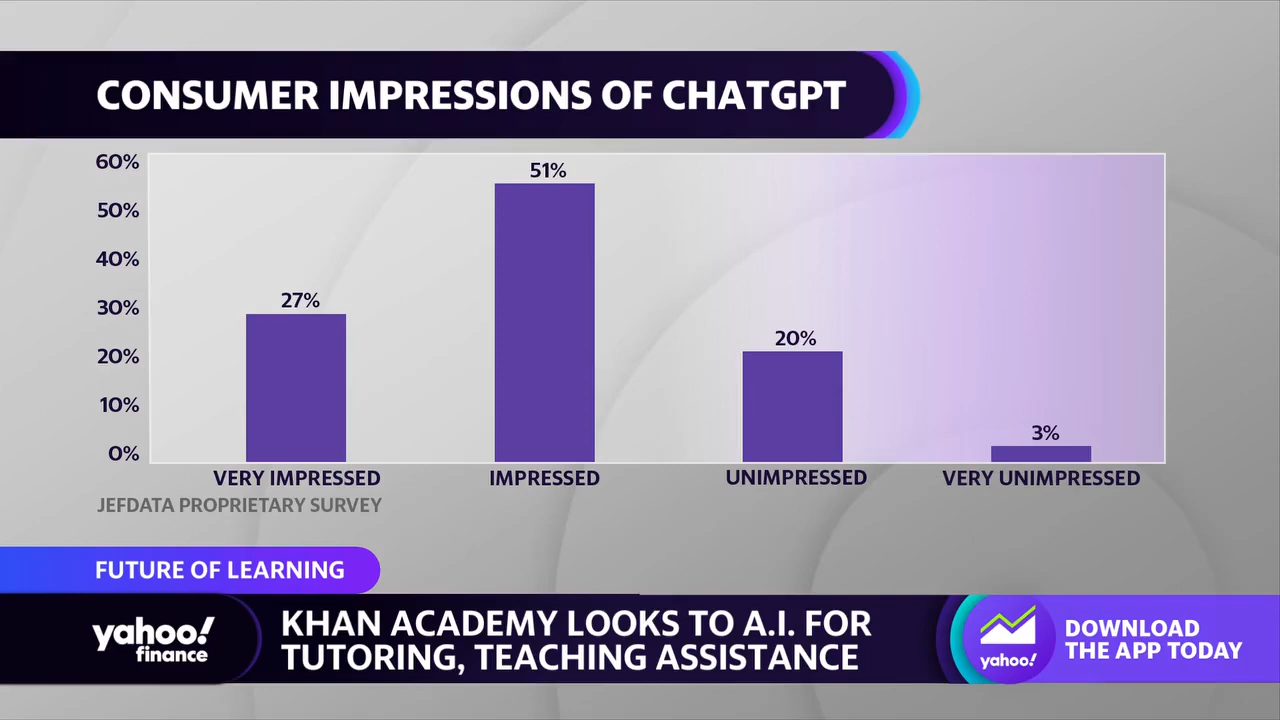 CONSUMER IMPRESSIONS OF CHATGPT
60%
50%
40%
30%
20%
10%
0%
27%
51%
20%
3%
VERY IMPRESSED
IMPRESSED
UNIMPRESSED
VERY UNIMPRESSED
JEFDATA PROPRIETARY SURVEY
FUTURE OF LEARNING
yahoo!
finance
KHAN ACADEMY LOOKS TO A.I. FOR
TUTORING, TEACHING ASSISTANCE
yahoo!
DOWNLOAD
THE APP TODAY